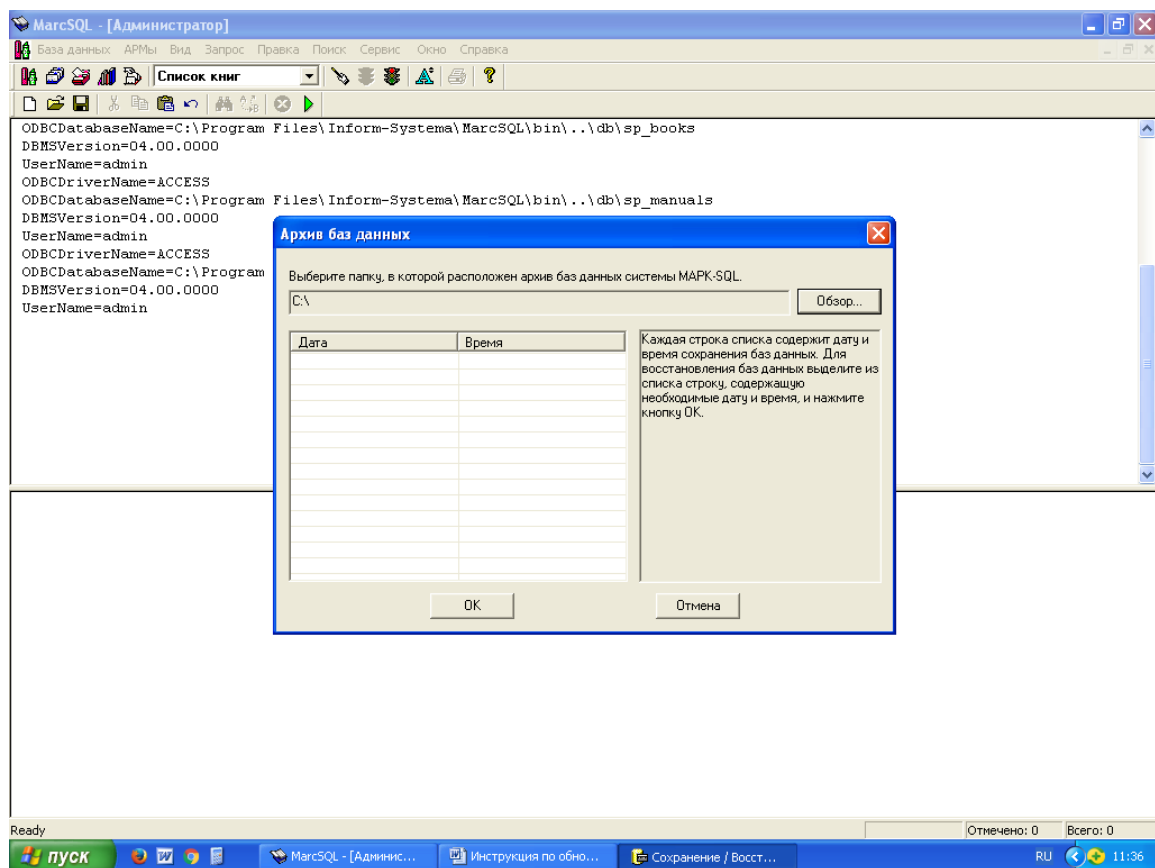 MarcSQL - [Администратор]
База данных АРМы Вид Запрос Правка Поиск Сервис Окно Справка
Список книг
ODBCDatabaseName=C:\Program Files\Inform-Systema\MarcSQL\bin\..\db\sp_books
DBMSVersion=04.00.0000
UserName=admin
ODBCDriverName=ACCESS
ODBCDatabaseName=C:\Program Files\Inform-Systema\MarcSQL\bin\..\db\sp_manuals
DBMSVersion=04.00.0000
UserName=admin
ODBCDriverName=ACCESS
ODBCDatabaseName=C:\Program
DBMSVersion=04.00.0000
UserName=admin
Архив баз данных
Выберите папку, в которой расположен архив баз данных системы МАРК-SQL.
C:\
Обзор...
Дата Время
Каждая строка списка содержит дату и
время сохранения баз данных. Для
восстановления баз данных выделите из
списка строку, содержащую
необходимые дату и время, и нажмите
кнопку ОК.
ОК Отмена
Ready Отмечено: 0 Всего: 0
пуск MarcSQL - [Админис... Инструкция по обно... Сохранение / Восст... RU 11:36